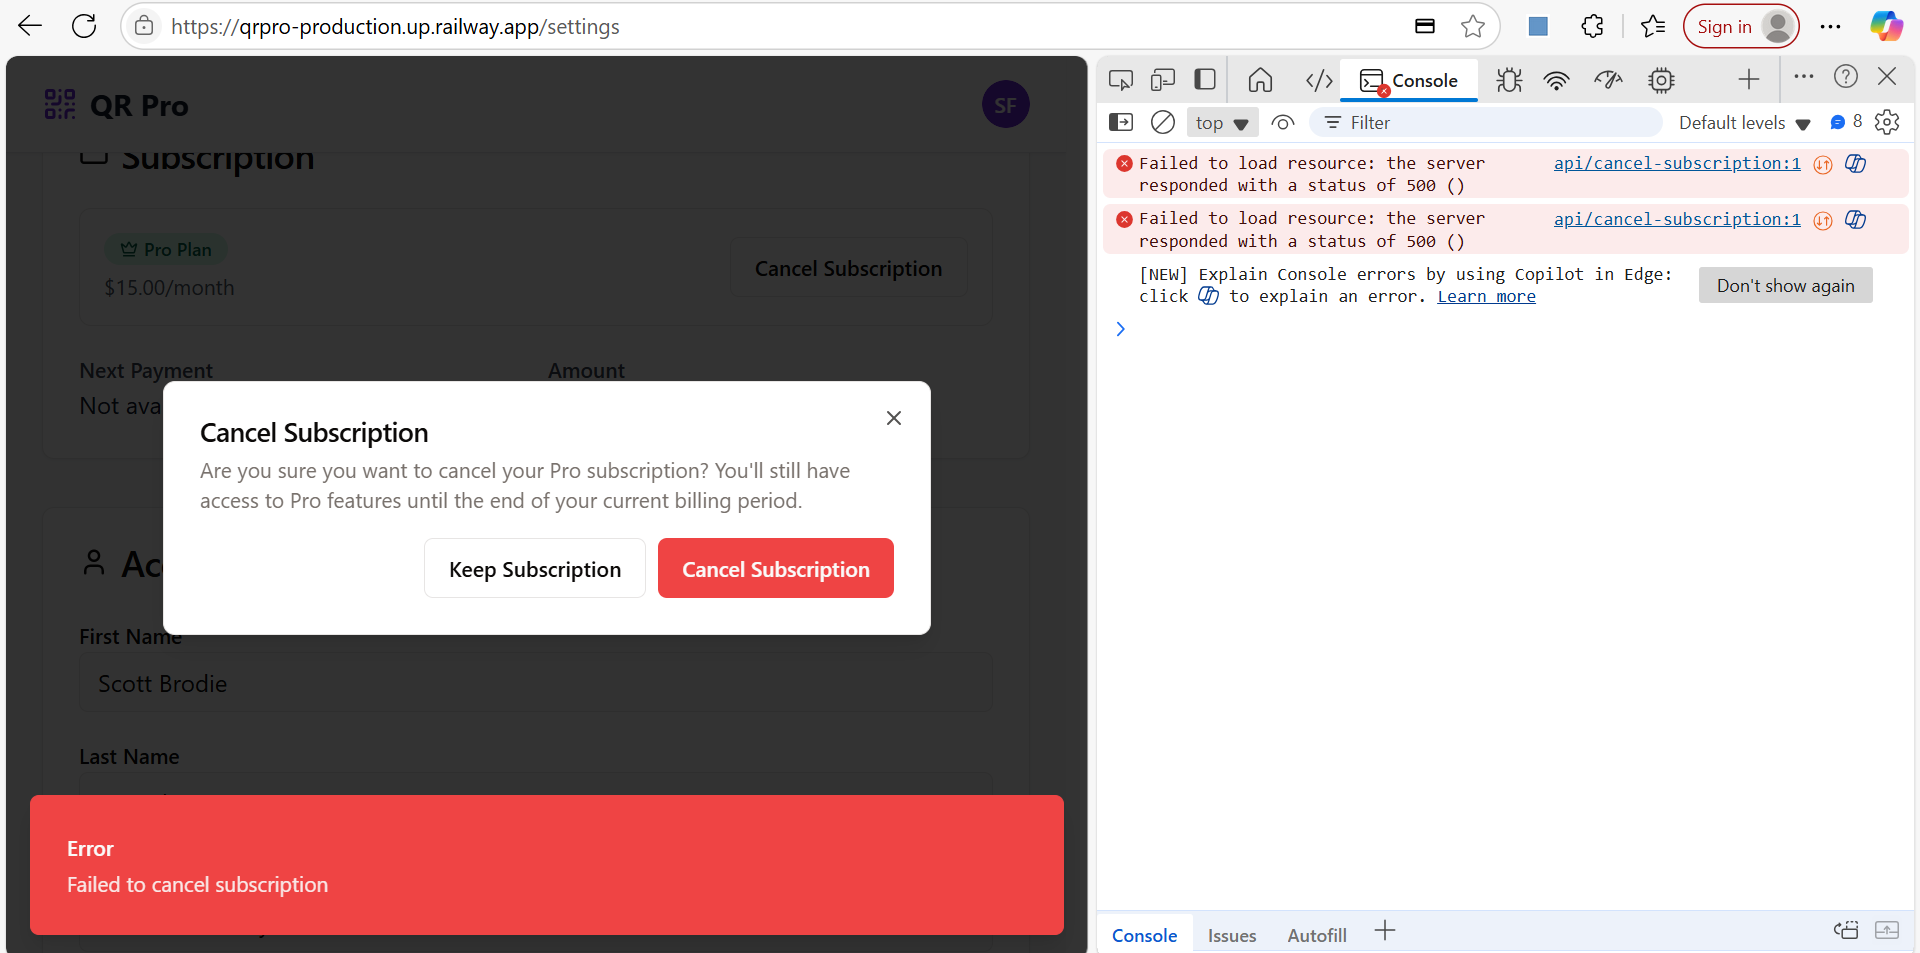 https://qrpro-production.up.railway.app/settings
Sign in
QR Pro
SF
Subscription
Pro Plan
$15.00/month
Cancel Subscription
Next Payment
Amount
Not ava
Cancel Subscription
Are you sure you want to cancel your Pro subscription? You'll still have
access to Pro features until the end of your current billing period.
Keep Subscription
Cancel Subscription
Ac
First Name
Scott Brodie
Last Name
Error
Failed to cancel subscription
Console
top
Filter
Default levels
8
Failed to load resource: the server
responded with a status of 500 ()
api/cancel-subscription:1
Failed to load resource: the server
responded with a status of 500 ()
api/cancel-subscription:1
[NEW] Explain Console errors by using Copilot in Edge:
click to explain an error. Learn more
Don't show again
Console
Issues
Autofill